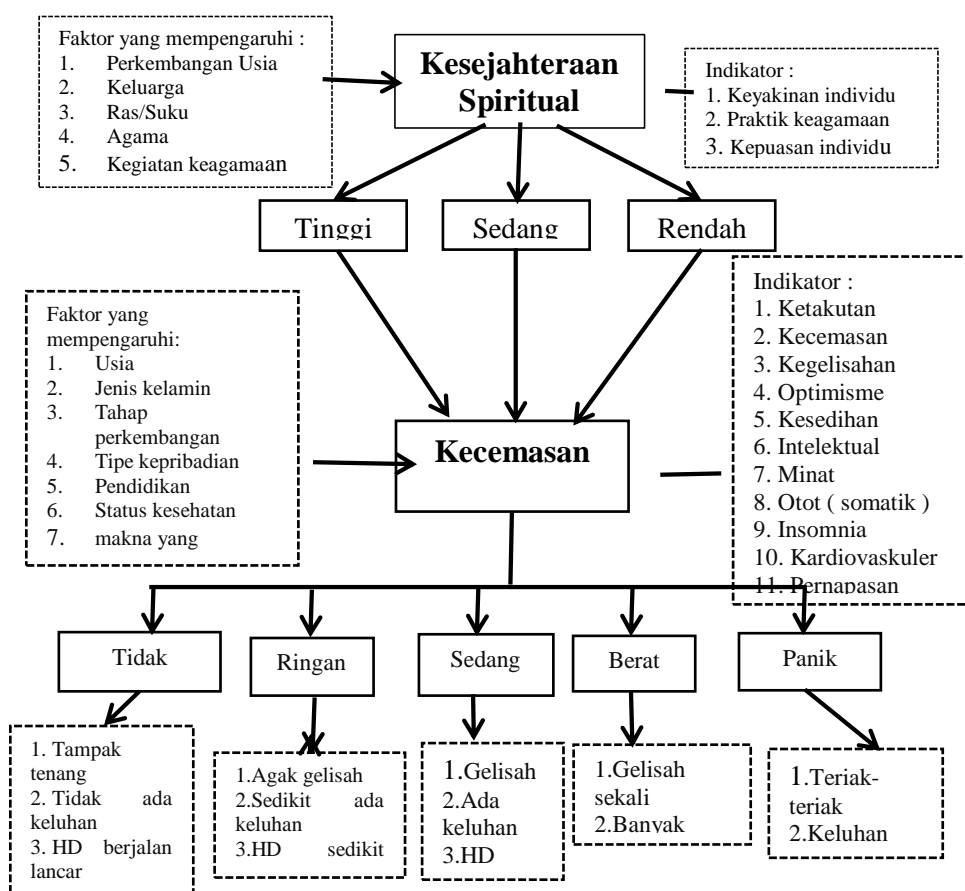 Faktor yang mempengaruhi :
1. Perkembangan Usia
2. Keluarga
3. Ras/Suku
4. Agama
5. Kegiatan keagamaan
Kesejahteraan
Spiritual
Indikator :
1. Keyakinan individu
2. Praktik keagamaan
3. Kepuasan individu
Tinggi
Sedang
Rendah
Faktor yang
mempengaruhi:
1. Usia
2. Jenis kelamin
3. Tahap
perkembangan
4. Tipe kepribadian
5. Pendidikan
6. Status kesehatan
7. makna yang
Kecemasan
Indikator :
1. Ketakutan
2. Kecemasan
3. Kegelisahan
4. Optimisme
5. Kesedihan
6. Intelektual
7. Minat
8. Otot ( somatik )
9. Insomnia
10. Kardiovaskuler
11. Pernapasan
Tidak
Ringan
Sedang
Berat
Panik
1. Tampak
tenang
2. Tidak ada
keluhan
3. HD berjalan
lancar
1.Agak gelisah
2.Sedikit ada
keluhan
3.HD sedikit
1.Gelisah
2.Ada
keluhan
3.HD
1.Gelisah
sekali
2.Banyak
1.Teriak-
teriak
2.Keluhan